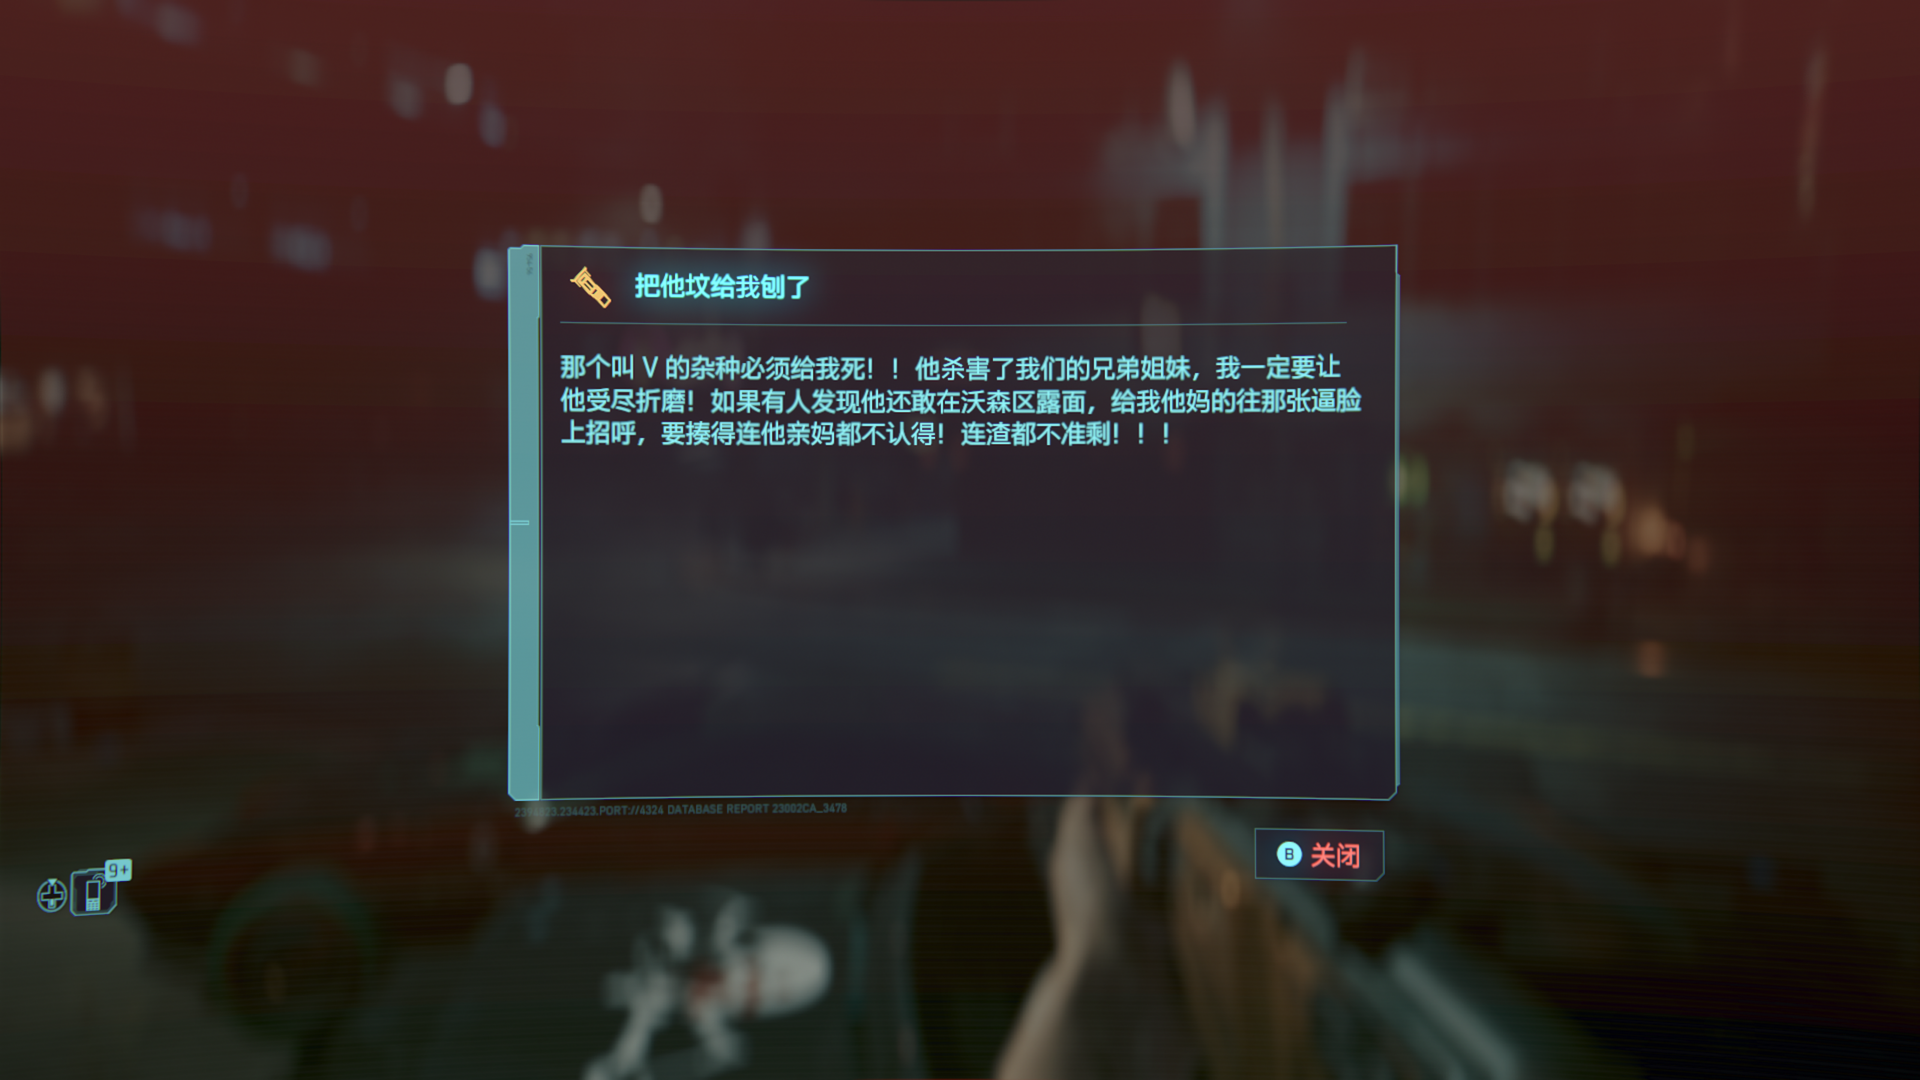 把他坟给我刨了
那个叫 V 的杂种必须给我死！！他杀害了我们的兄弟姐妹，我一定要让
他受尽折磨！如果有人发现他还敢在沃森区露面，给我他妈的往那张逼脸
上招呼，要揍得连他亲妈都不认得！连渣都不准剩！！！
PORT://4324 DATABASE REPORT 23002CA_3478
B 关闭
9+